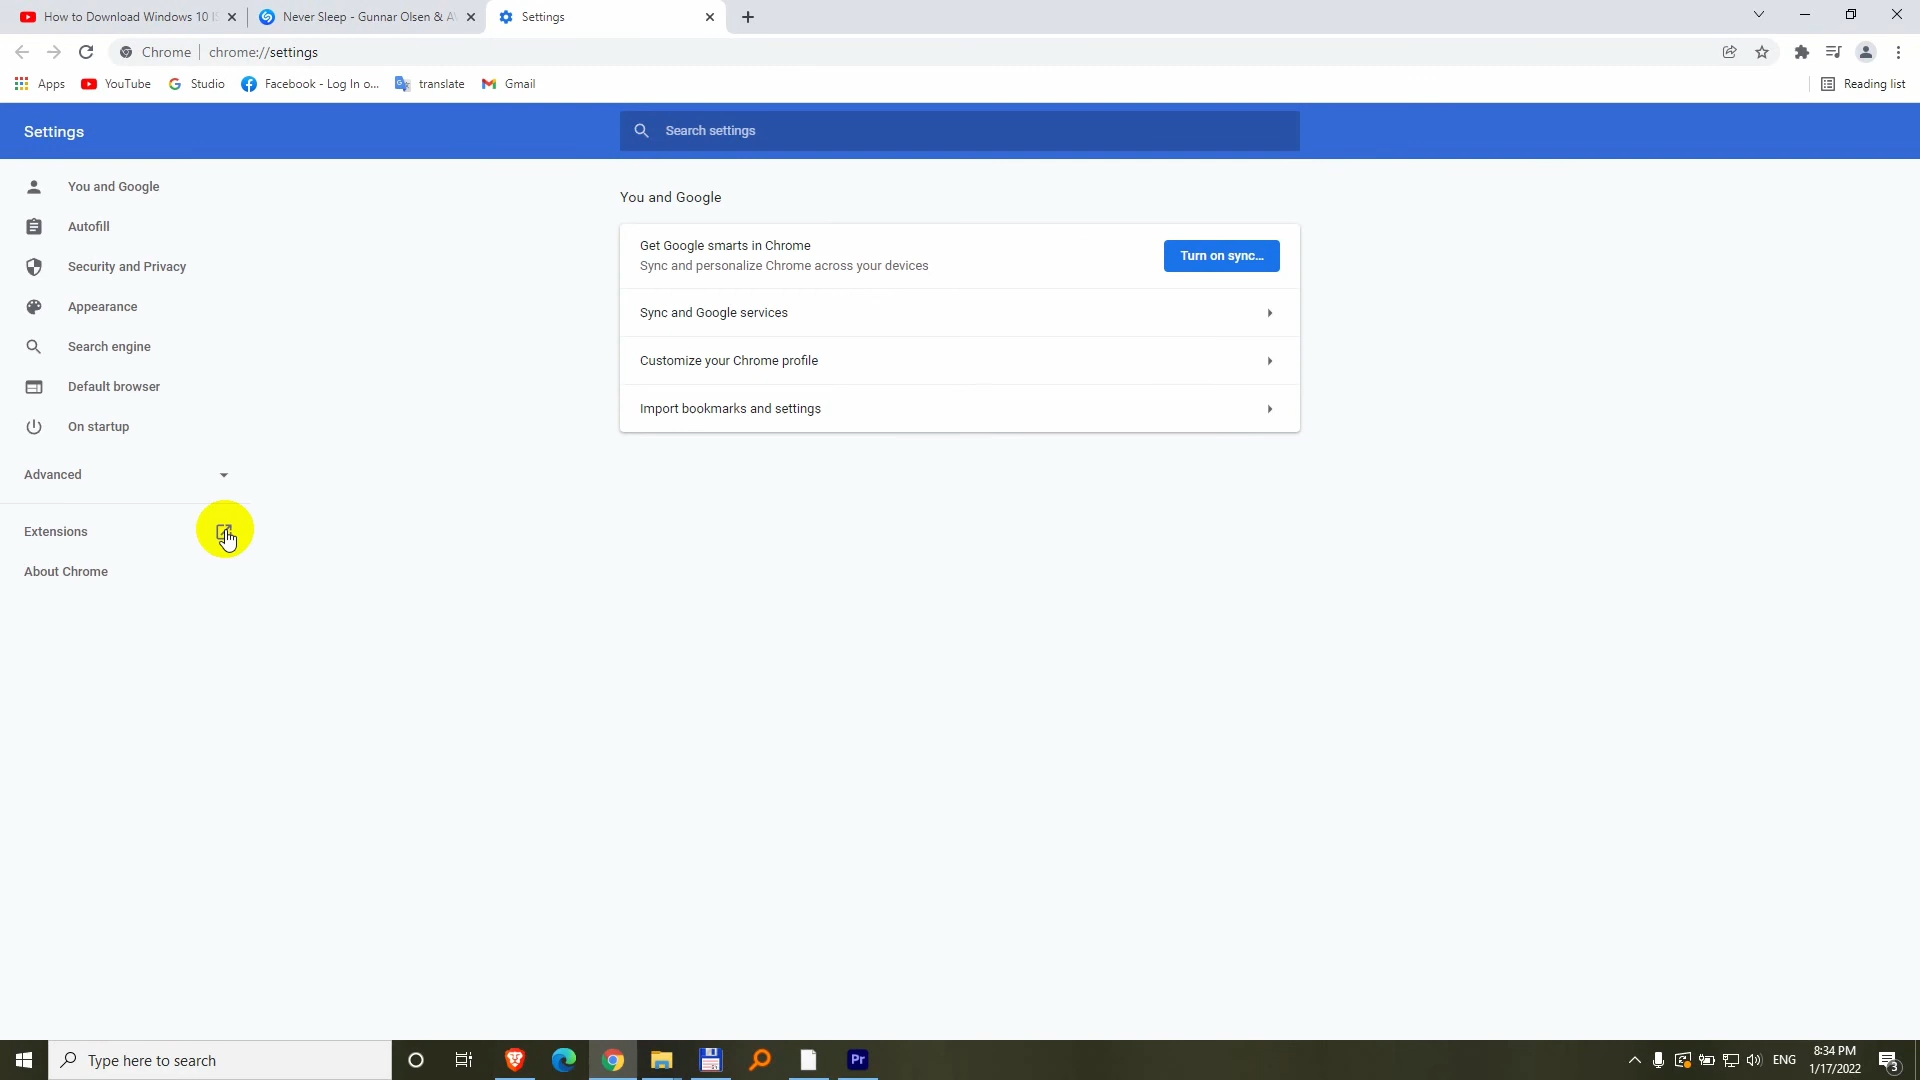 How to Download Windows 10 IS
Never Sleep - Gunnar Olsen & AV
Settings
Chrome
chrome://settings
Apps
YouTube
Studio
Facebook - Log In o...
translate
Gmail
Reading list
Settings
Search settings
You and Google
Autofill
Security and Privacy
Appearance
Search engine
Default browser
On startup
Advanced
Extensions
About Chrome
You and Google
Get Google smarts in Chrome
Sync and personalize Chrome across your devices
Turn on sync...
Sync and Google services
Customize your Chrome profile
Import bookmarks and settings
Type here to search
Pr
ENG
8:34 PM
1/17/2022
3